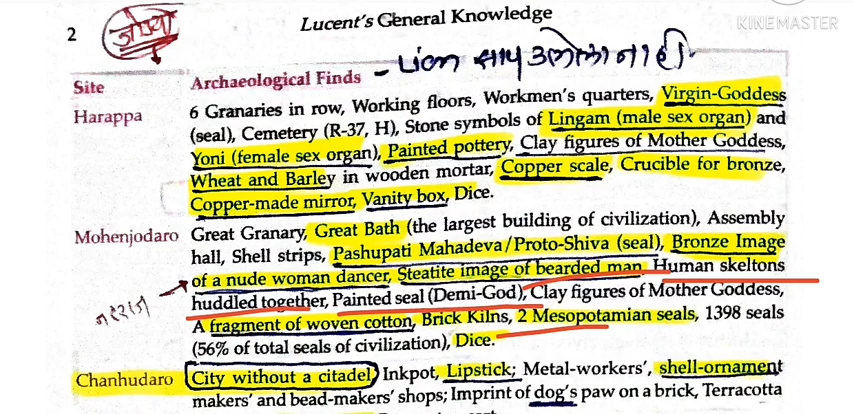 2
Lucent's General Knowledge
KINEMASTER
Site Archaeological Finds
Harappa 6 Granaries in row, Working floors, Workmen's quarters, Virgin-Goddess
(seal), Cemetery (R-37, H), Stone symbols of Lingam (male sex organ) and
Yoni (female sex organ), Painted pottery, Clay figures of Mother Goddess,
Wheat and Barley in wooden mortar, Copper scale, Crucible for bronze,
Copper-made mirror, Vanity box, Dice.
Mohenjodaro Great Granary, Great Bath (the largest building of civilization), Assembly
hall, Shell strips, Pashupati Mahadeva/Proto-Shiva (seal), Bronze Image
of a nude woman dancer, Steatite image of bearded man, Human skeltons
huddled together, Painted seal (Demi-God), Clay figures of Mother Goddess,
A fragment of woven cotton, Brick Kilns, 2 Mesopotamian seals, 1398 seals
(56% of total seals of civilization), Dice.
Chanhudaro City without a citadel Inkpot, Lipstick; Metal-workers', shell-ornament
makers' and bead-makers' shops; Imprint of dog's paw on a brick, Terracotta